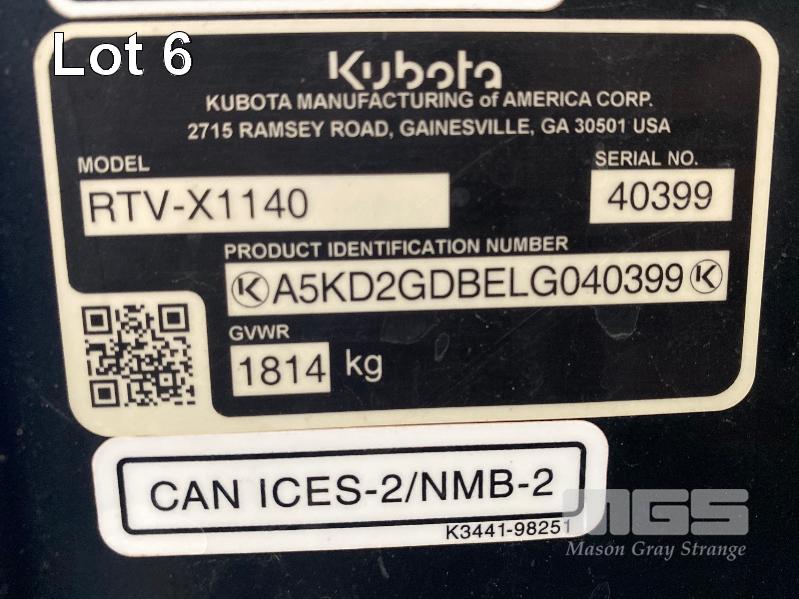 Lot 6
Kubota
KUBOTA MANUFACTURING of AMERICA CORP.
2715 RAMSEY ROAD, GAINESVILLE, GA 30501 USA
MODEL
RTV-X1140
SERIAL NO.
40399
PRODUCT IDENTIFICATION NUMBER
K A5KD2GDBELG040399 K
GVWR
1814 kg
CAN ICES-2/NMB-2
K3441-98251
MGS
Mason Gray Strange